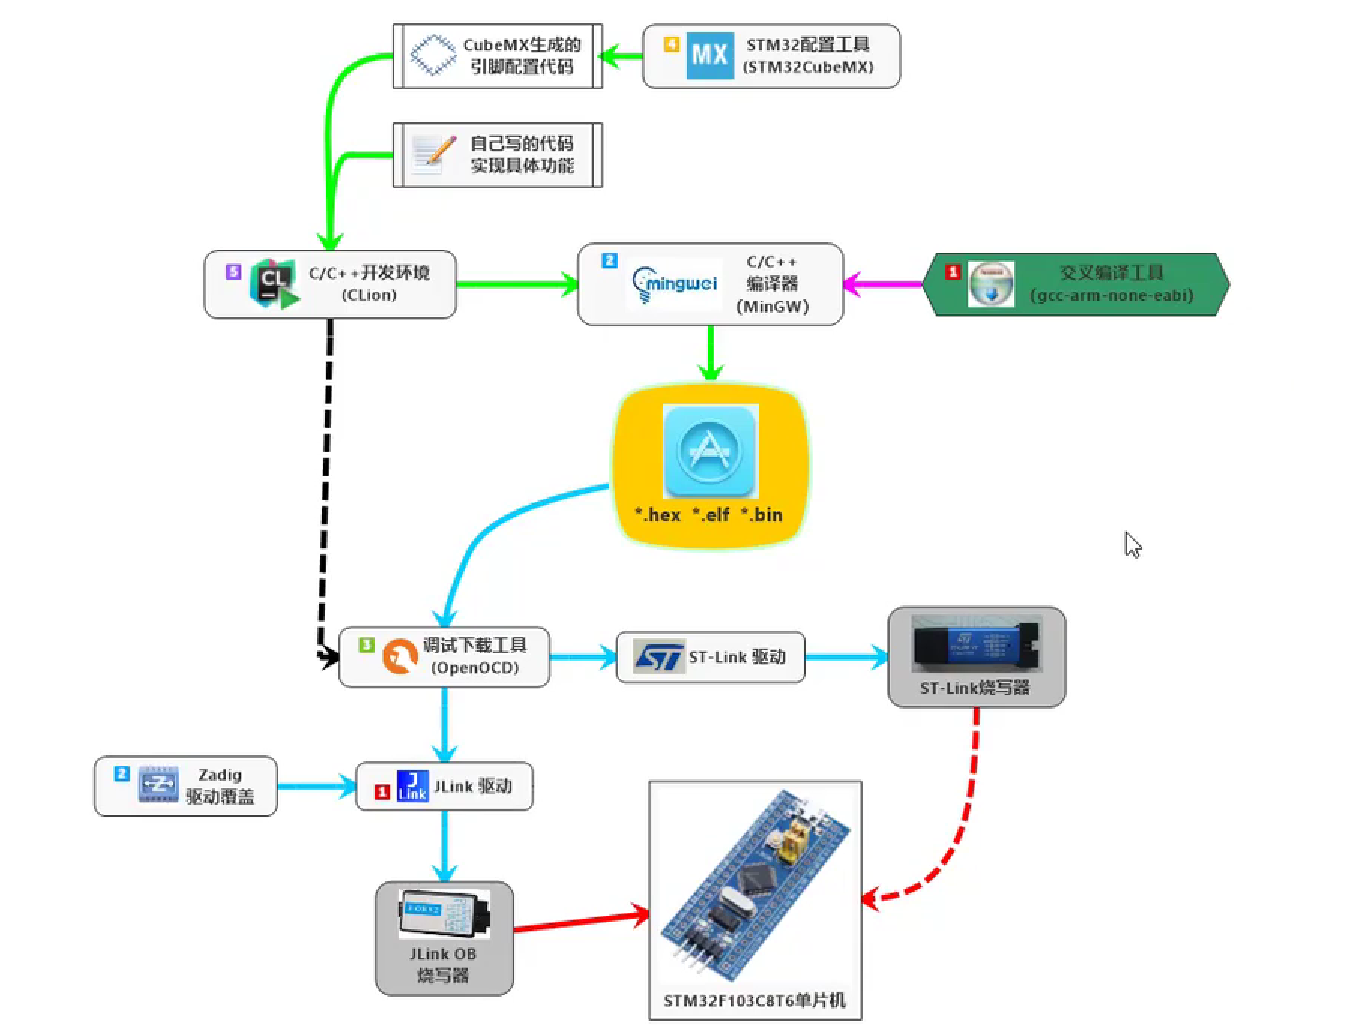 CubeMX生成的
引脚配置代码
4
MX
STM32配置工具
(STM32CubeMX)
自己写的代码
实现具体功能
5
CL
C/C++开发环境
(CLion)
2
mingwei
C/C++
编译器
(MinGW)
1
交叉编译工具
(gcc-arm-none-eabi)
*.hex *.elf *.bin
3
调试下载工具
(OpenOCD)
ST
ST-Link 驱动
ST
ST-Link烧写器
2
Z
Zadig
驱动覆盖
1
J
Link
JLink 驱动
JLink OB
烧写器
STM32F103C8T6单片机